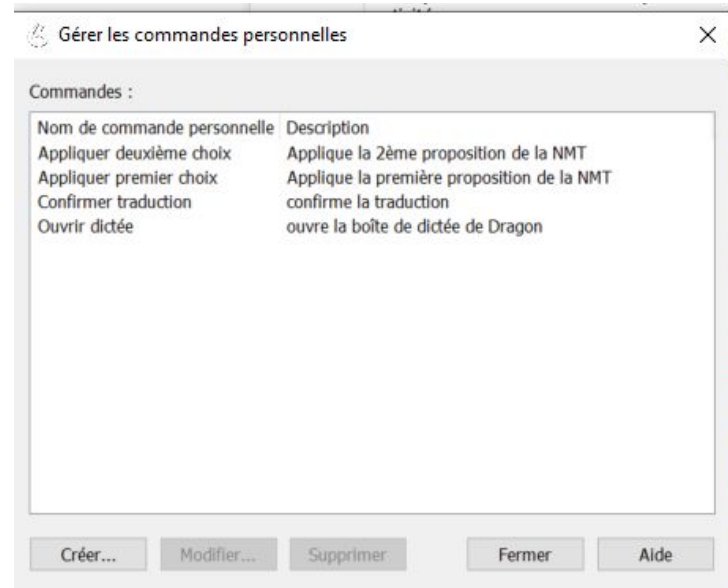 Gérer les commandes personnelles
Commandes :
Nom de commande personnelle Description
Appliquer deuxième choix Applique la 2ème proposition de la NMT
Appliquer premier choix Applique la première proposition de la NMT
Confirmer traduction confirme la traduction
Ouvrir dictée ouvre la boîte de dictée de Dragon
Créer... Modifier... Supprimer Fermer Aide